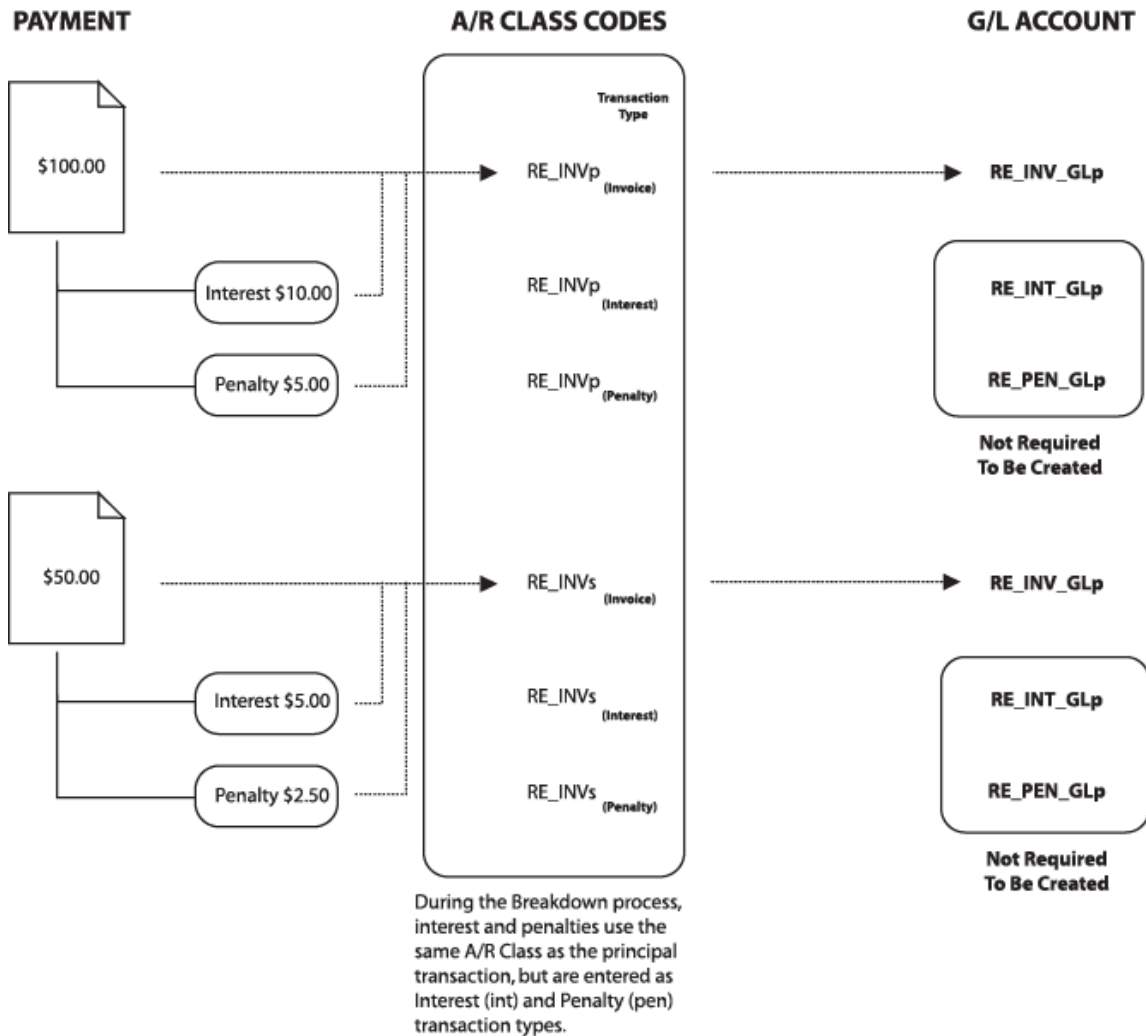 PAYMENT
A/R CLASS CODES
G/L ACCOUNT
Transaction
Type
$100.00
RE_INVp
(Invoice)
RE_INV_GLp
Interest $10.00
RE_INVp
(Interest)
RE_INT_GLp
Penalty $5.00
RE_INVp
(Penalty)
RE_PEN_GLp
Not Required
To Be Created
$50.00
RE_INVs
(Invoice)
RE_INV_GLp
Interest $5.00
RE_INVs
(Interest)
RE_INT_GLp
Penalty $2.50
RE_INVs
(Penalty)
RE_PEN_GLp
Not Required
To Be Created
During the Breakdown process,
interest and penalties use the
same A/R Class as the principal
transaction, but are entered as
Interest (int) and Penalty (pen)
transaction types.